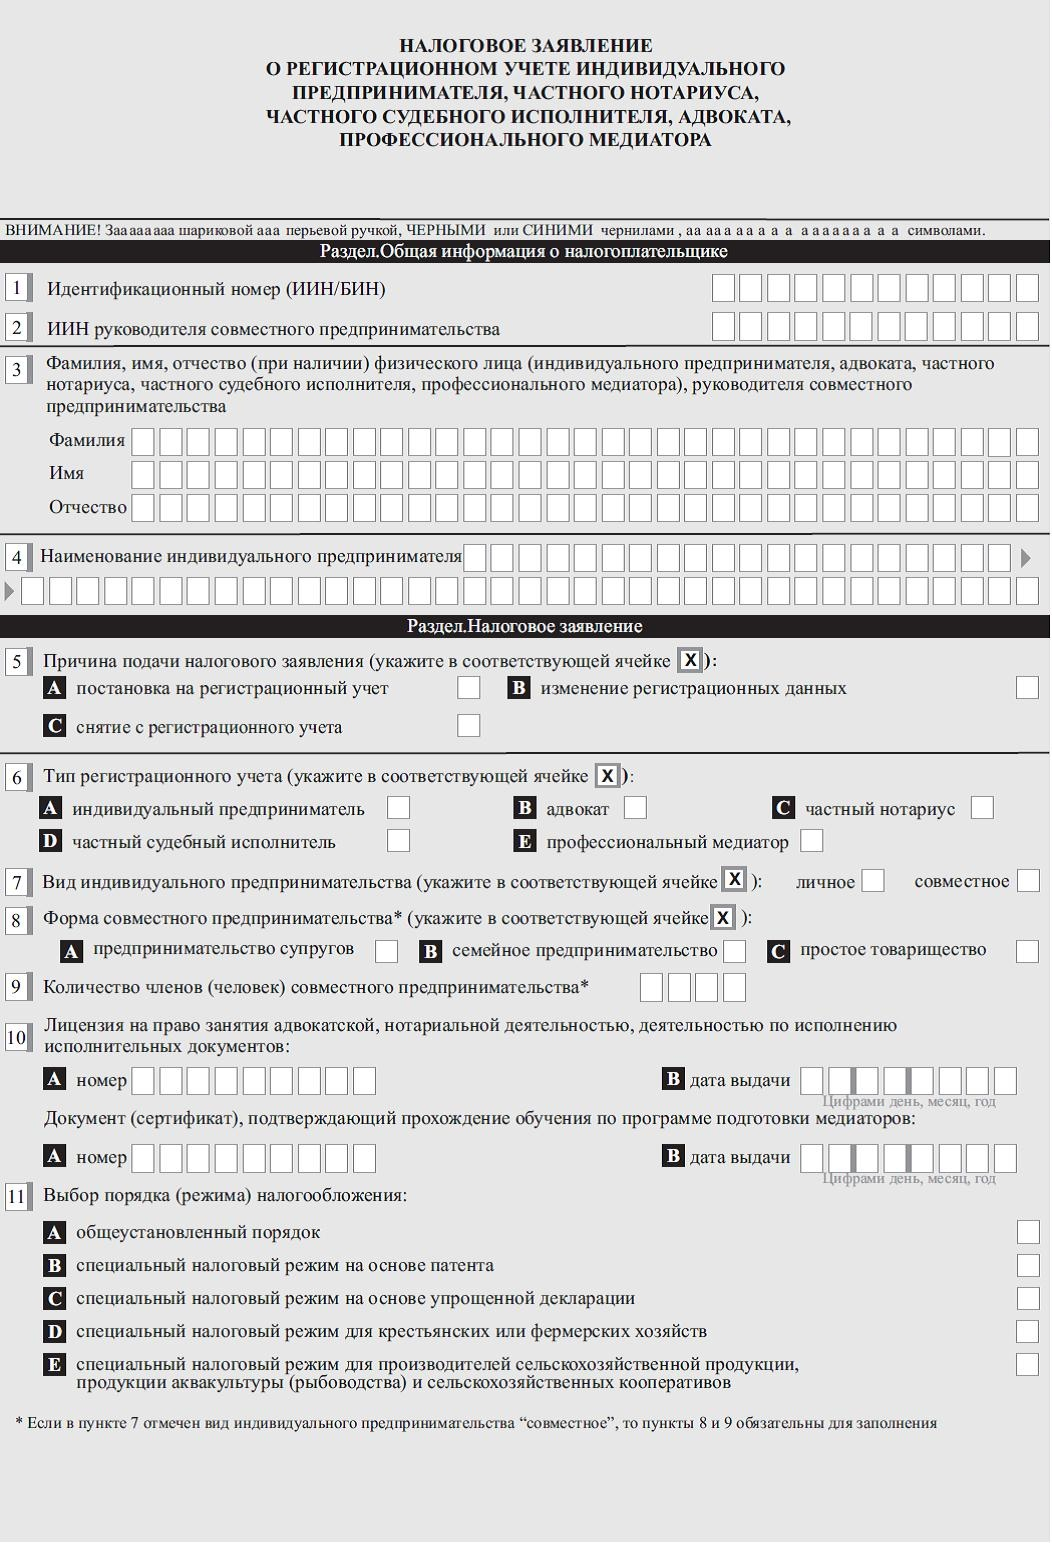 НАЛОГОВОЕ ЗАЯВЛЕНИЕ
О РЕГИСТРАЦИОННОМ УЧЕТЕ ИНДИВИДУАЛЬНОГО
ПРЕДПРИНИМАТЕЛЯ, ЧАСТНОГО НОТАРИУСА,
ЧАСТНОГО СУДЕБНОГО ИСПОЛНИТЕЛЯ, АДВОКАТА,
ПРОФЕССИОНАЛЬНОГО МЕДИАТОРА
ВНИМАНИЕ! Зааааааа шариковой ааа перьевой ручкой, ЧЕРНЫМИ или СИНИМИ чернилами , аа аа а а а а а а а а а а а а а символами.
Раздел.Общая информация о налогоплательщике
1 Идентификационный номер (ИИН/БИН)
2 ИИН руководителя совместного предпринимательства
3 Фамилия, имя, отчество (при наличии) физического лица (индивидуального предпринимателя, адвоката, частного
нотариуса, частного судебного исполнителя, профессионального медиатора), руководителя совместного
предпринимательства
Фамилия
Имя
Отчество
4 Наименование индивидуального предпринимателя
Раздел.Налоговое заявление
5 Причина подачи налогового заявления (укажите в соответствующей ячейке X ):
A постановка на регистрационный учет B изменение регистрационных данных
C снятие с регистрационного учета
6 Тип регистрационного учета (укажите в соответствующей ячейке X ):
A индивидуальный предприниматель B адвокат C частный нотариус
D частный судебный исполнитель E профессиональный медиатор
7 Вид индивидуального предпринимательства (укажите в соответствующей ячейке X ): личное совместное
8 Форма совместного предпринимательства* (укажите в соответствующей ячейке X ):
A предпринимательство супругов B семейное предпринимательство C простое товарищество
9 Количество членов (человек) совместного предпринимательства*
10 Лицензия на право занятия адвокатской, нотариальной деятельностью, деятельностью по исполнению
исполнительных документов:
A номер B дата выдачи
Цифрами день, месяц, год
Документ (сертификат), подтверждающий прохождение обучения по программе подготовки медиаторов:
A номер B дата выдачи
Цифрами день, месяц, год
11 Выбор порядка (режима) налогообложения:
A общеустановленный порядок
B специальный налоговый режим на основе патента
C специальный налоговый режим на основе упрощенной декларации
D специальный налоговый режим для крестьянских или фермерских хозяйств
E специальный налоговый режим для производителей сельскохозяйственной продукции,
продукции аквакультуры (рыбоводства) и сельскохозяйственных кооперативов
* Если в пункте 7 отмечен вид индивидуального предпринимательства “совместное”, то пункты 8 и 9 обязательны для заполнения